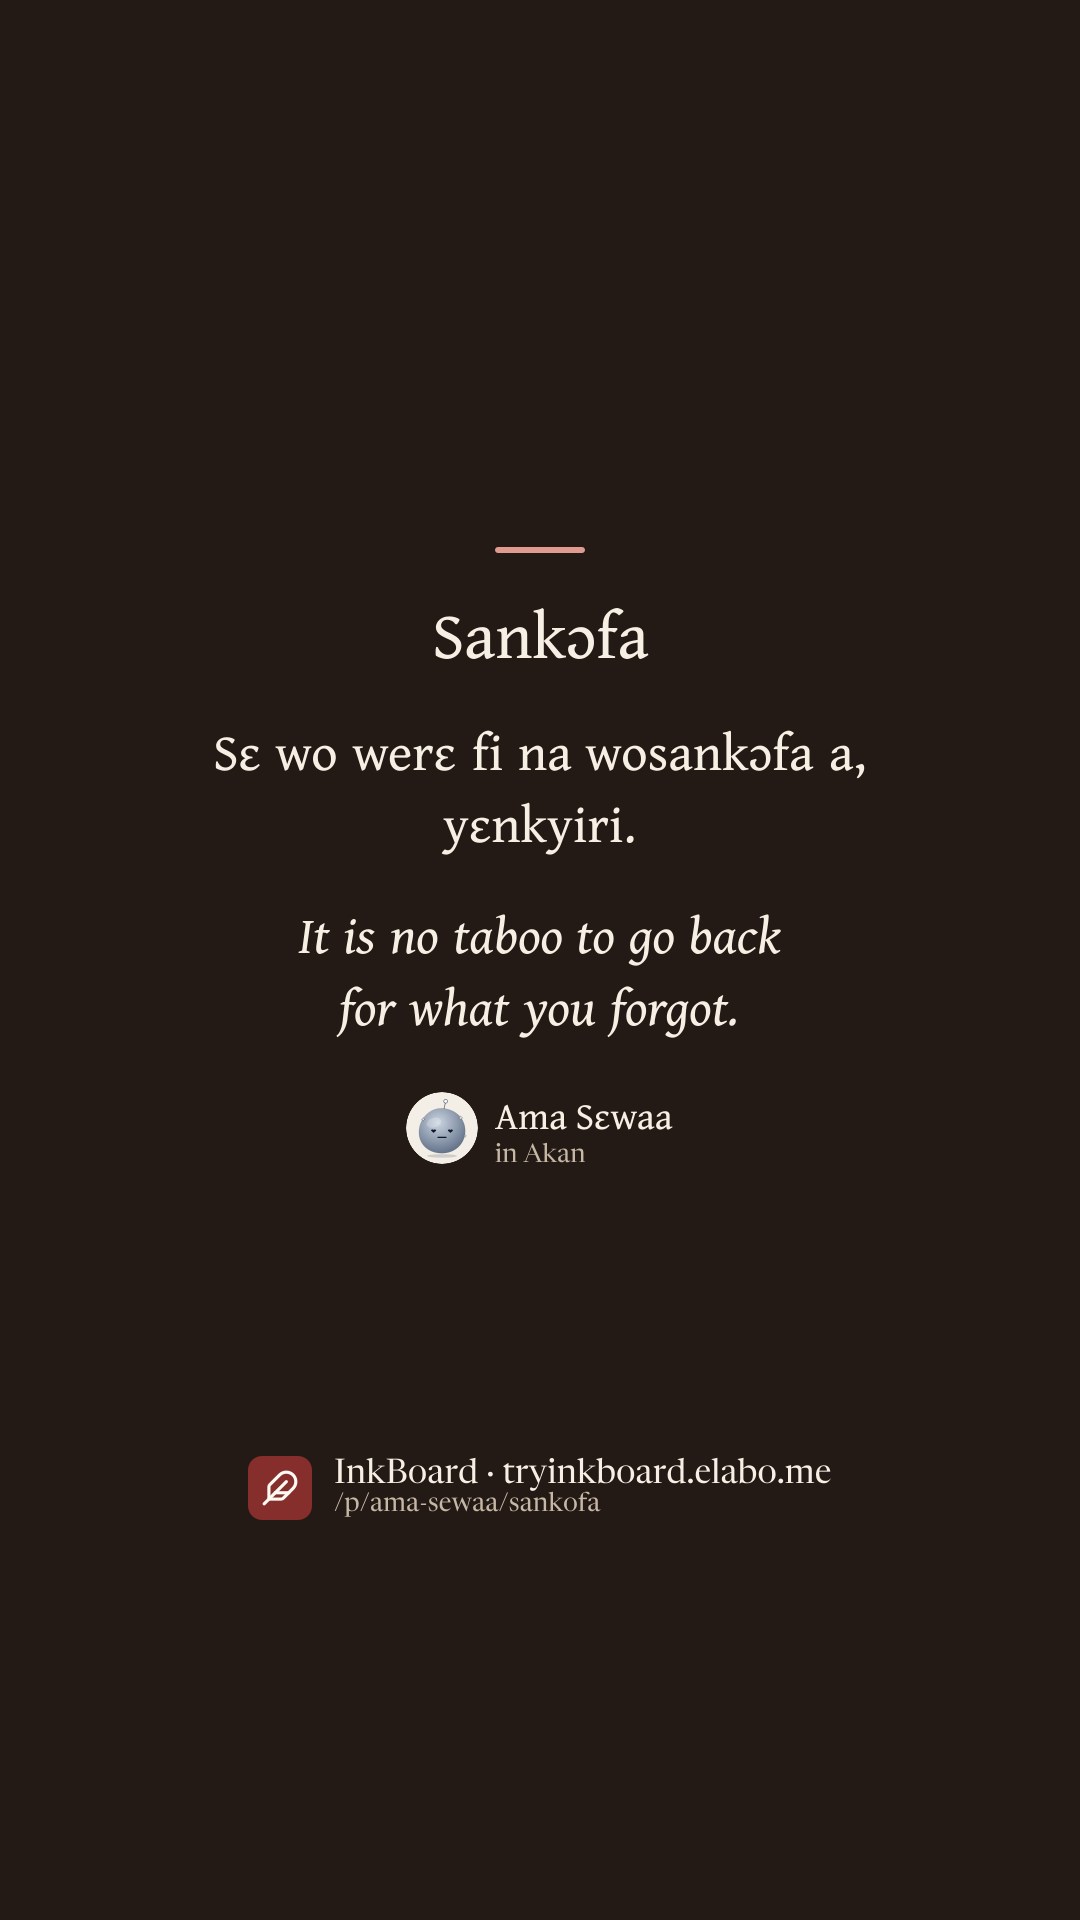 Sankɔfa
Sɛ wo werɛ fi na wosankɔfa a,
yɛnkyiri.
It is no taboo to go back
for what you forgot.
Ama Sɛwaa
in Akan
InkBoard · tryinkboard.elabo.me
/p/ama-sewaa/sankofa